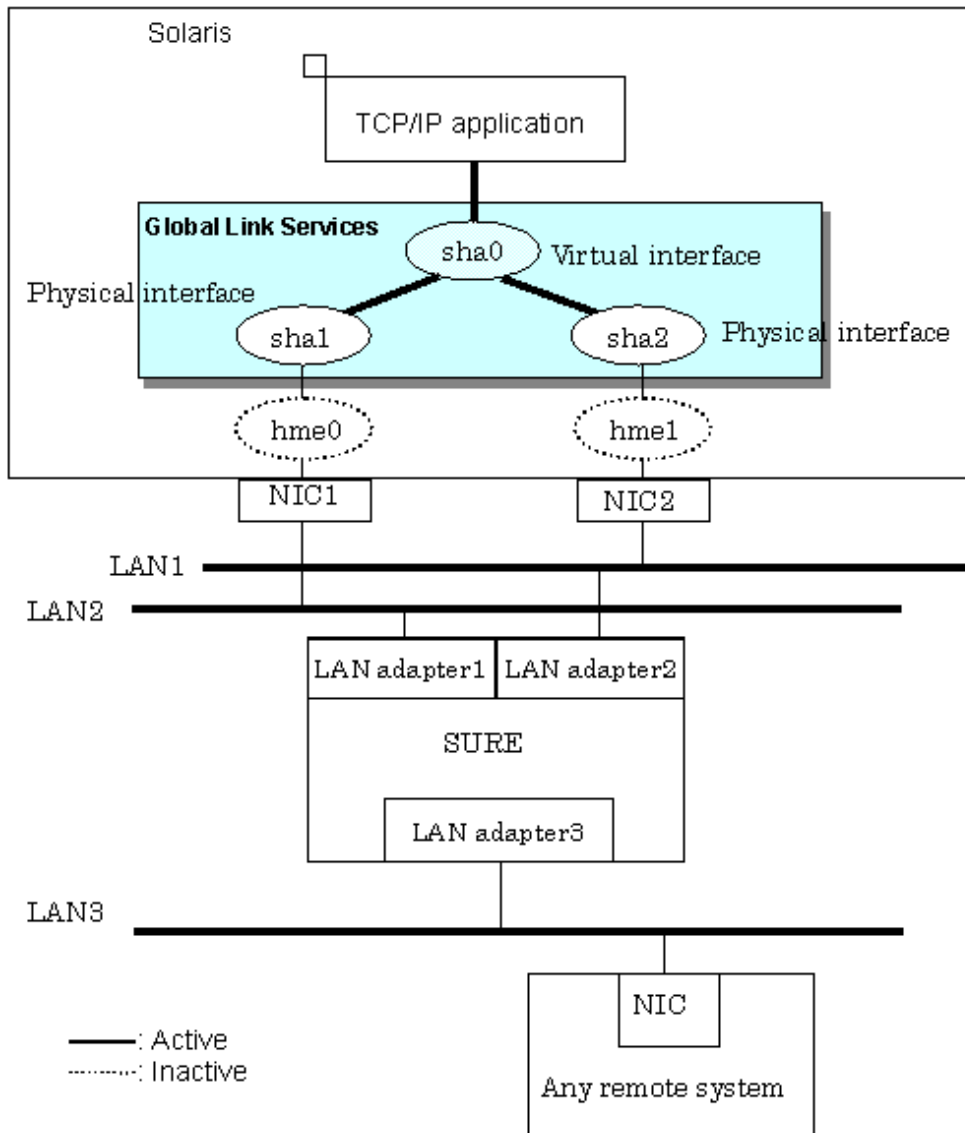 Solaris
TCP/IP application
Global Link Services
sha0
Virtual interface
Physical interface
sha1
sha2
Physical interface
hme0
hme1
NIC1
NIC2
LAN1
LAN2
LAN adapter1
LAN adapter2
SURE
LAN adapter3
LAN3
NIC
: Active
: Inactive
Any remote system